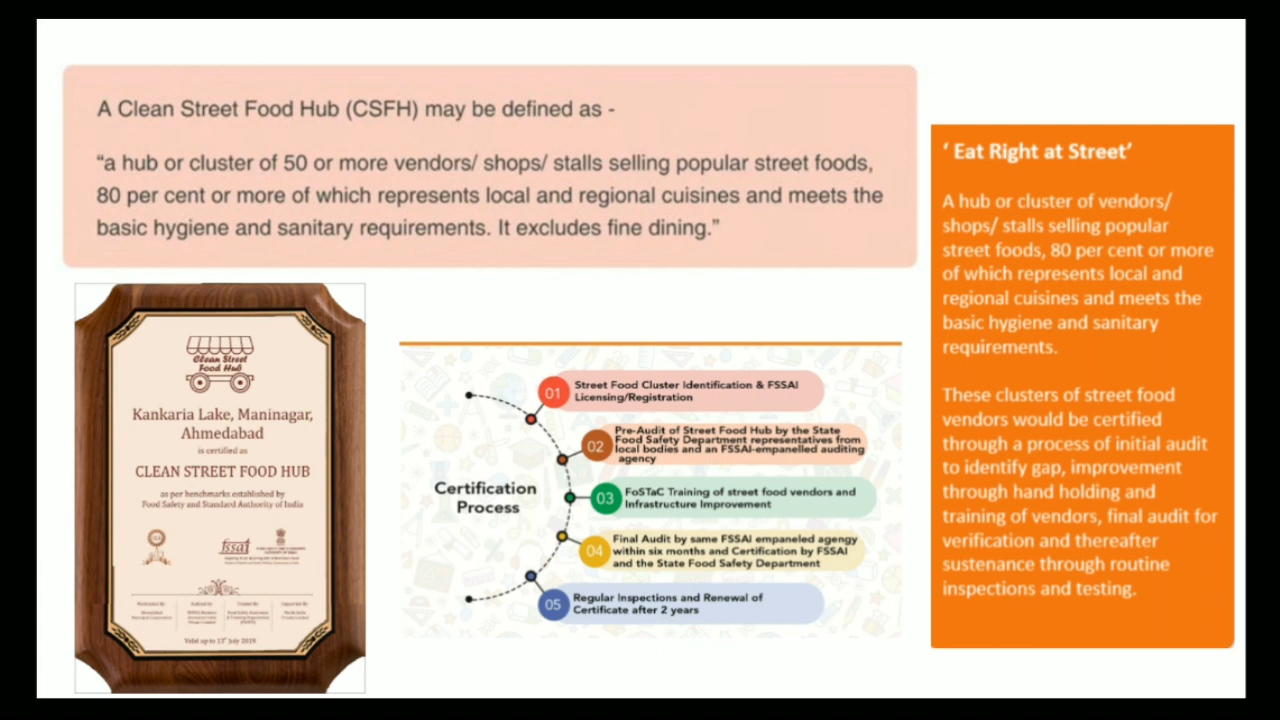 A Clean Street Food Hub (CSFH) may be defined as -
“a hub or cluster of 50 or more vendors/ shops/ stalls selling popular street foods,
80 per cent or more of which represents local and regional cuisines and meets the
basic hygiene and sanitary requirements. It excludes fine dining.”
‘ Eat Right at Street’
A hub or cluster of vendors/
shops/ stalls selling popular
street foods, 80 per cent or more
of which represents local and
regional cuisines and meets the
basic hygiene and sanitary
requirements.
These clusters of street food
vendors would be certified
through a process of initial audit
to identify gap, improvement
through hand holding and
training of vendors, final audit for
verification and thereafter
sustenance through routine
inspections and testing.
Clean Street
Food Hub
Kankaria Lake, Maninagar,
Ahmedabad
is certified as
CLEAN STREET FOOD HUB
as per benchmarks established by
Food Safety and Standard Authority of India
fssai
Valid up to 13th July 2019
Certification
Process
01
Street Food Cluster Identification & FSSAI
Licensing/Registration
02
Pre-Audit of Street Food Hub by the State
Food Safety Department representatives from
local bodies and an FSSAI-empanelled auditing
agency
03
FoSTaC Training of street food vendors and
Infrastructure Improvement
04
Final Audit by same FSSAI empaneled agengy
within six months and Certification by FSSAI
and the State Food Safety Department
05
Regular Inspections and Renewal of
Certificate after 2 years